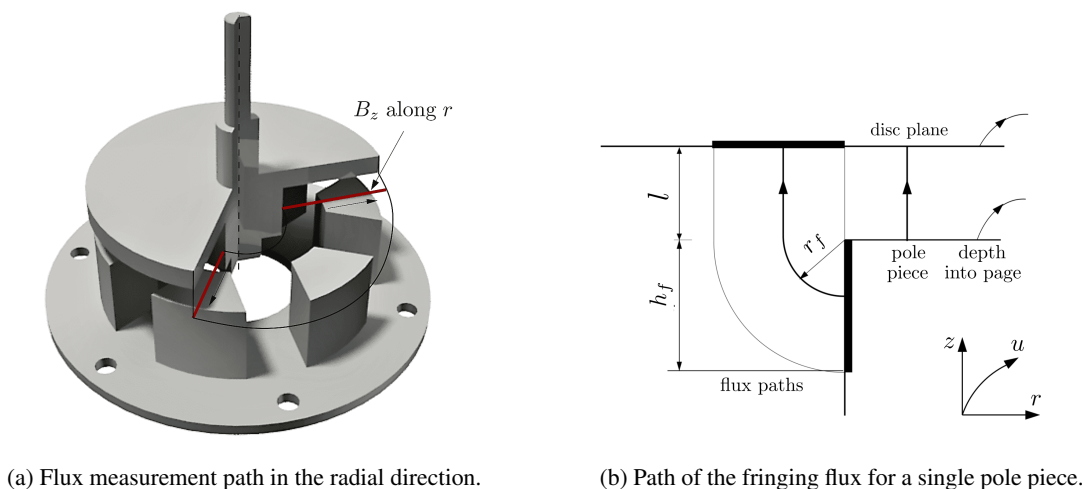 B_z along r
disc plane
l
r_f
pole
piece
depth
into page
h_f
flux paths
z
u
r
(a) Flux measurement path in the radial direction.
(b) Path of the fringing flux for a single pole piece.